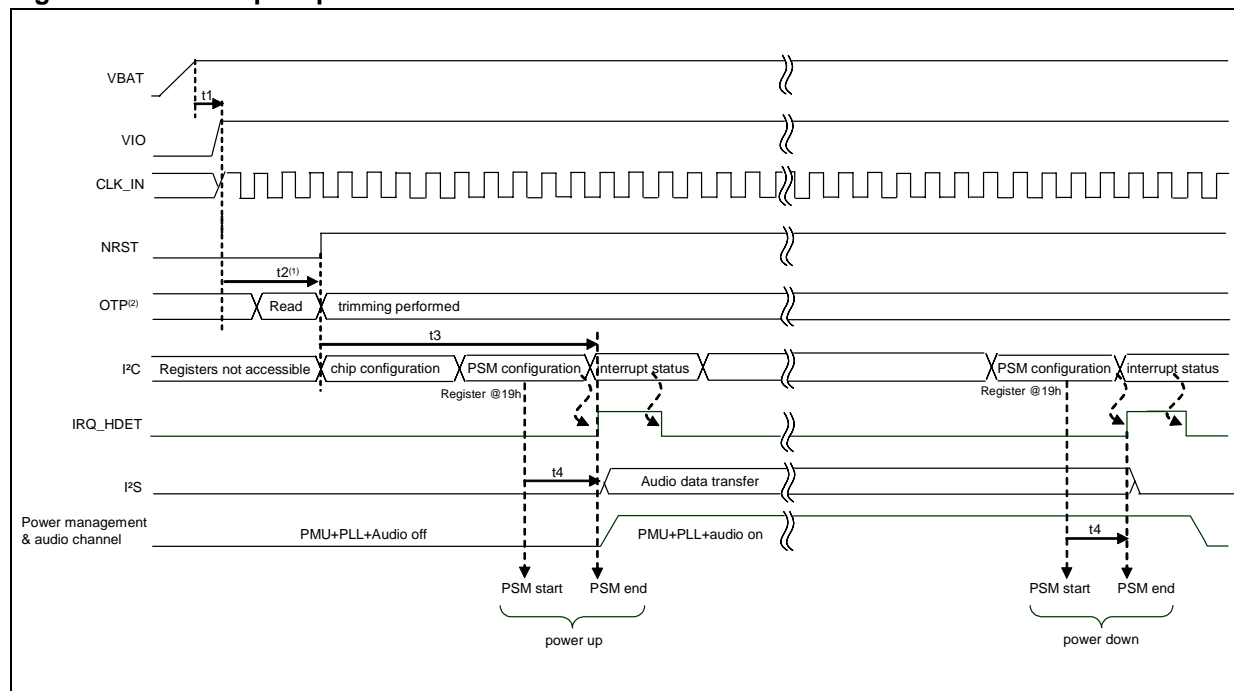 VBAT
t1
VIO
CLK_IN
NRST
t2(1)
OTP(2)
Read
trimming performed
t3
I²C
Registers not accessible
chip configuration
PSM configuration
interrupt status
PSM configuration
interrupt status
Register @19h
Register @19h
IRQ_HDET
t4
I²S
Audio data transfer
Power management
& audio channel
PMU+PLL+Audio off
PMU+PLL+audio on
t4
PSM start
PSM end
PSM start
PSM end
power up
power down